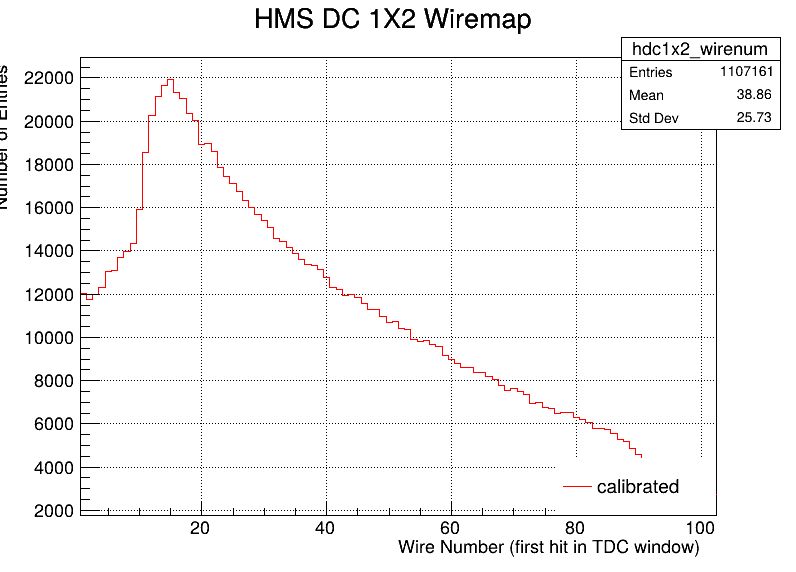 HMS DC 1X2 Wiremap
hdc1x2_wirenum
Entries 1107161
Mean 38.86
Std Dev 25.73
Number of Entries
22000
20000
18000
16000
14000
12000
10000
8000
6000
4000
2000
calibrated
20 40 60 80 100
Wire Number (first hit in TDC window)